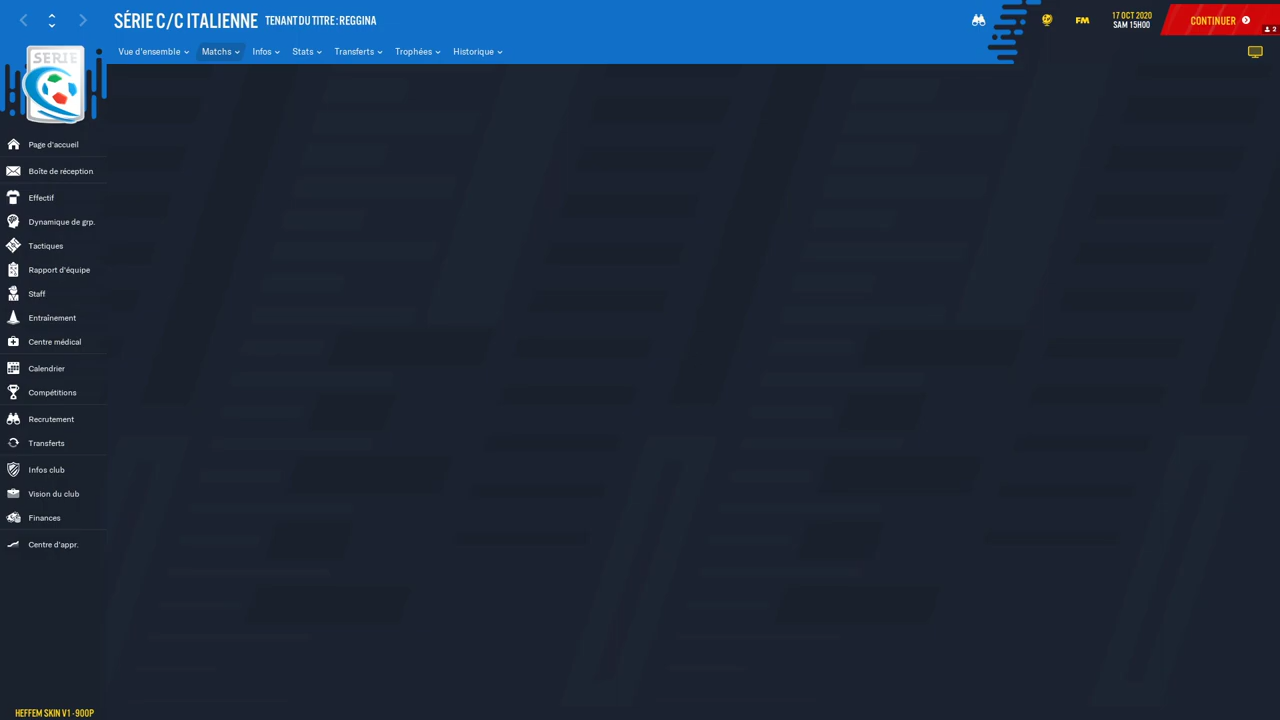 SÉRIE C/C ITALIENNE
TENANT DU TITRE : REGGINA
17 OCT 2020
SAM 15H00
CONTINUER
2
Vue d'ensemble
Matchs
Infos
Stats
Transferts
Trophées
Historique
SERIE
Page d'accueil
Boîte de réception
Effectif
Dynamique de grp.
Tactiques
Rapport d'équipe
Staff
Entraînement
Centre médical
Calendrier
Compétitions
Recrutement
Transferts
Infos club
Vision du club
Finances
Centre d'appr.
FM
HEFFEM SKIN V1 - 900P